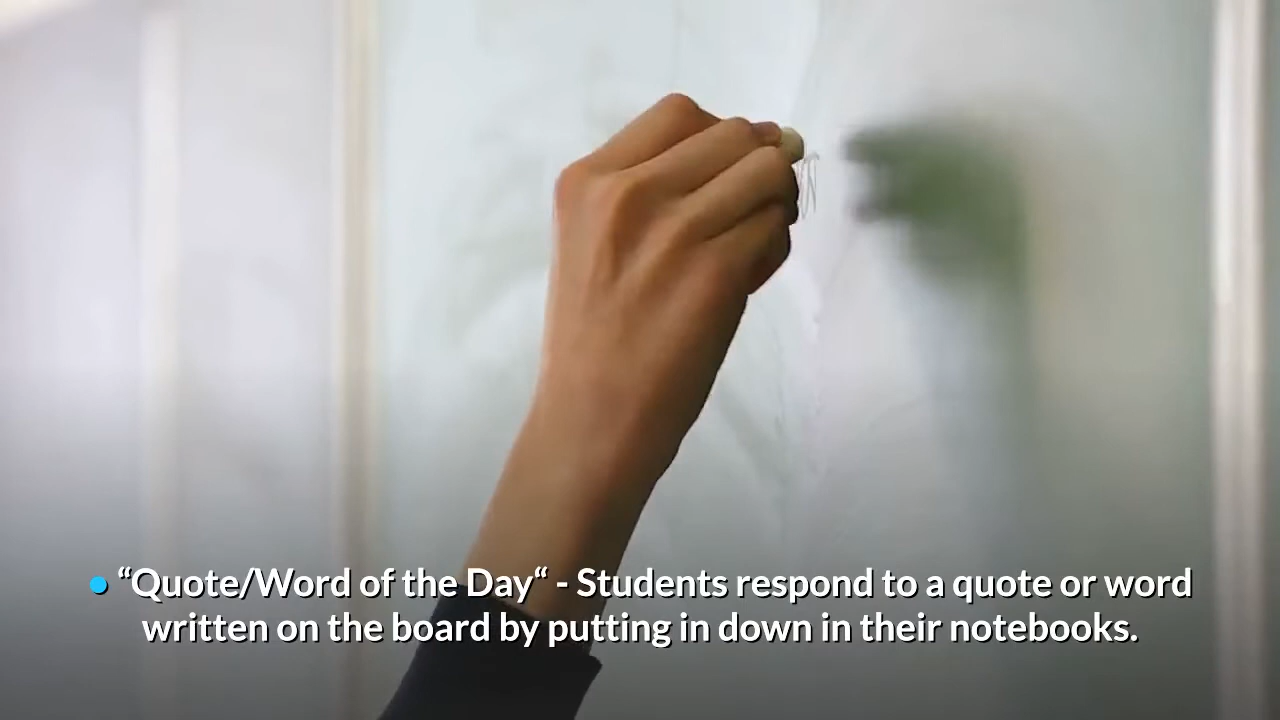 • “Quote/Word of the Day“ - Students respond to a quote or word
written on the board by putting in down in their notebooks.